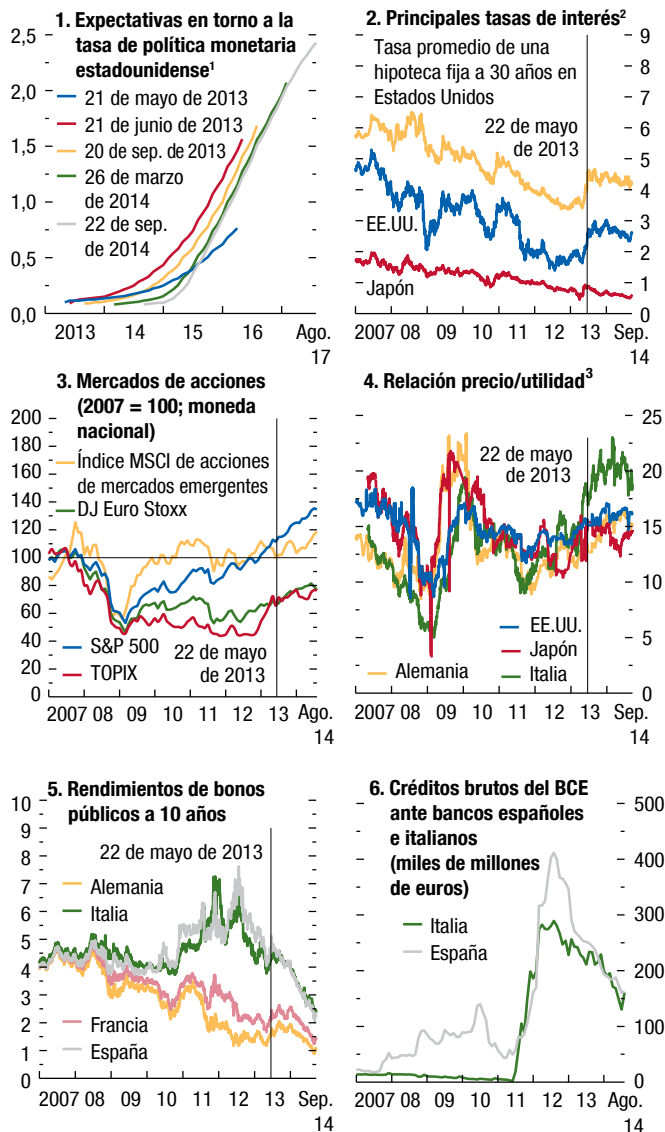 1. Expectativas en torno a la
tasa de política monetaria
estadounidense¹
21 de mayo de 2013
21 de junio de 2013
20 de sep. de 2013
26 de marzo
de 2014
22 de sep.
de 2014
2,5
2,0
1,5
1,0
0,5
0,0
2013 14 15 16 Ago.
17
2. Principales tasas de interés²
Tasa promedio de una
hipoteca fija a 30 años en
Estados Unidos
22 de mayo
de 2013
EE.UU.
Japón
9
8
7
6
5
4
3
2
1
0
2007 08 09 10 11 12 13 Sep.
14
3. Mercados de acciones
(2007 = 100; moneda
nacional)
Índice MSCI de acciones
de mercados emergentes
DJ Euro Stoxx
S&P 500
TOPIX
22 de mayo
de 2013
200
180
160
140
120
100
80
60
40
20
0
2007 08 09 10 11 12 13 Ago.
14
4. Relación precio/utilidad³
22 de mayo
de 2013
EE.UU.
Japón
Alemania
Italia
25
20
15
10
5
0
2007 08 09 10 11 12 13 Sep.
14
5. Rendimientos de bonos
públicos a 10 años
22 de mayo de 2013
Alemania
Italia
Francia
España
10
9
8
7
6
5
4
3
2
1
0
2007 08 09 10 11 12 13 Sep.
14
6. Créditos brutos del BCE
ante bancos españoles
e italianos
(miles de millones
de euros)
Italia
España
500
400
300
200
100
0
2007 08 09 10 11 12 13 Ago.
14